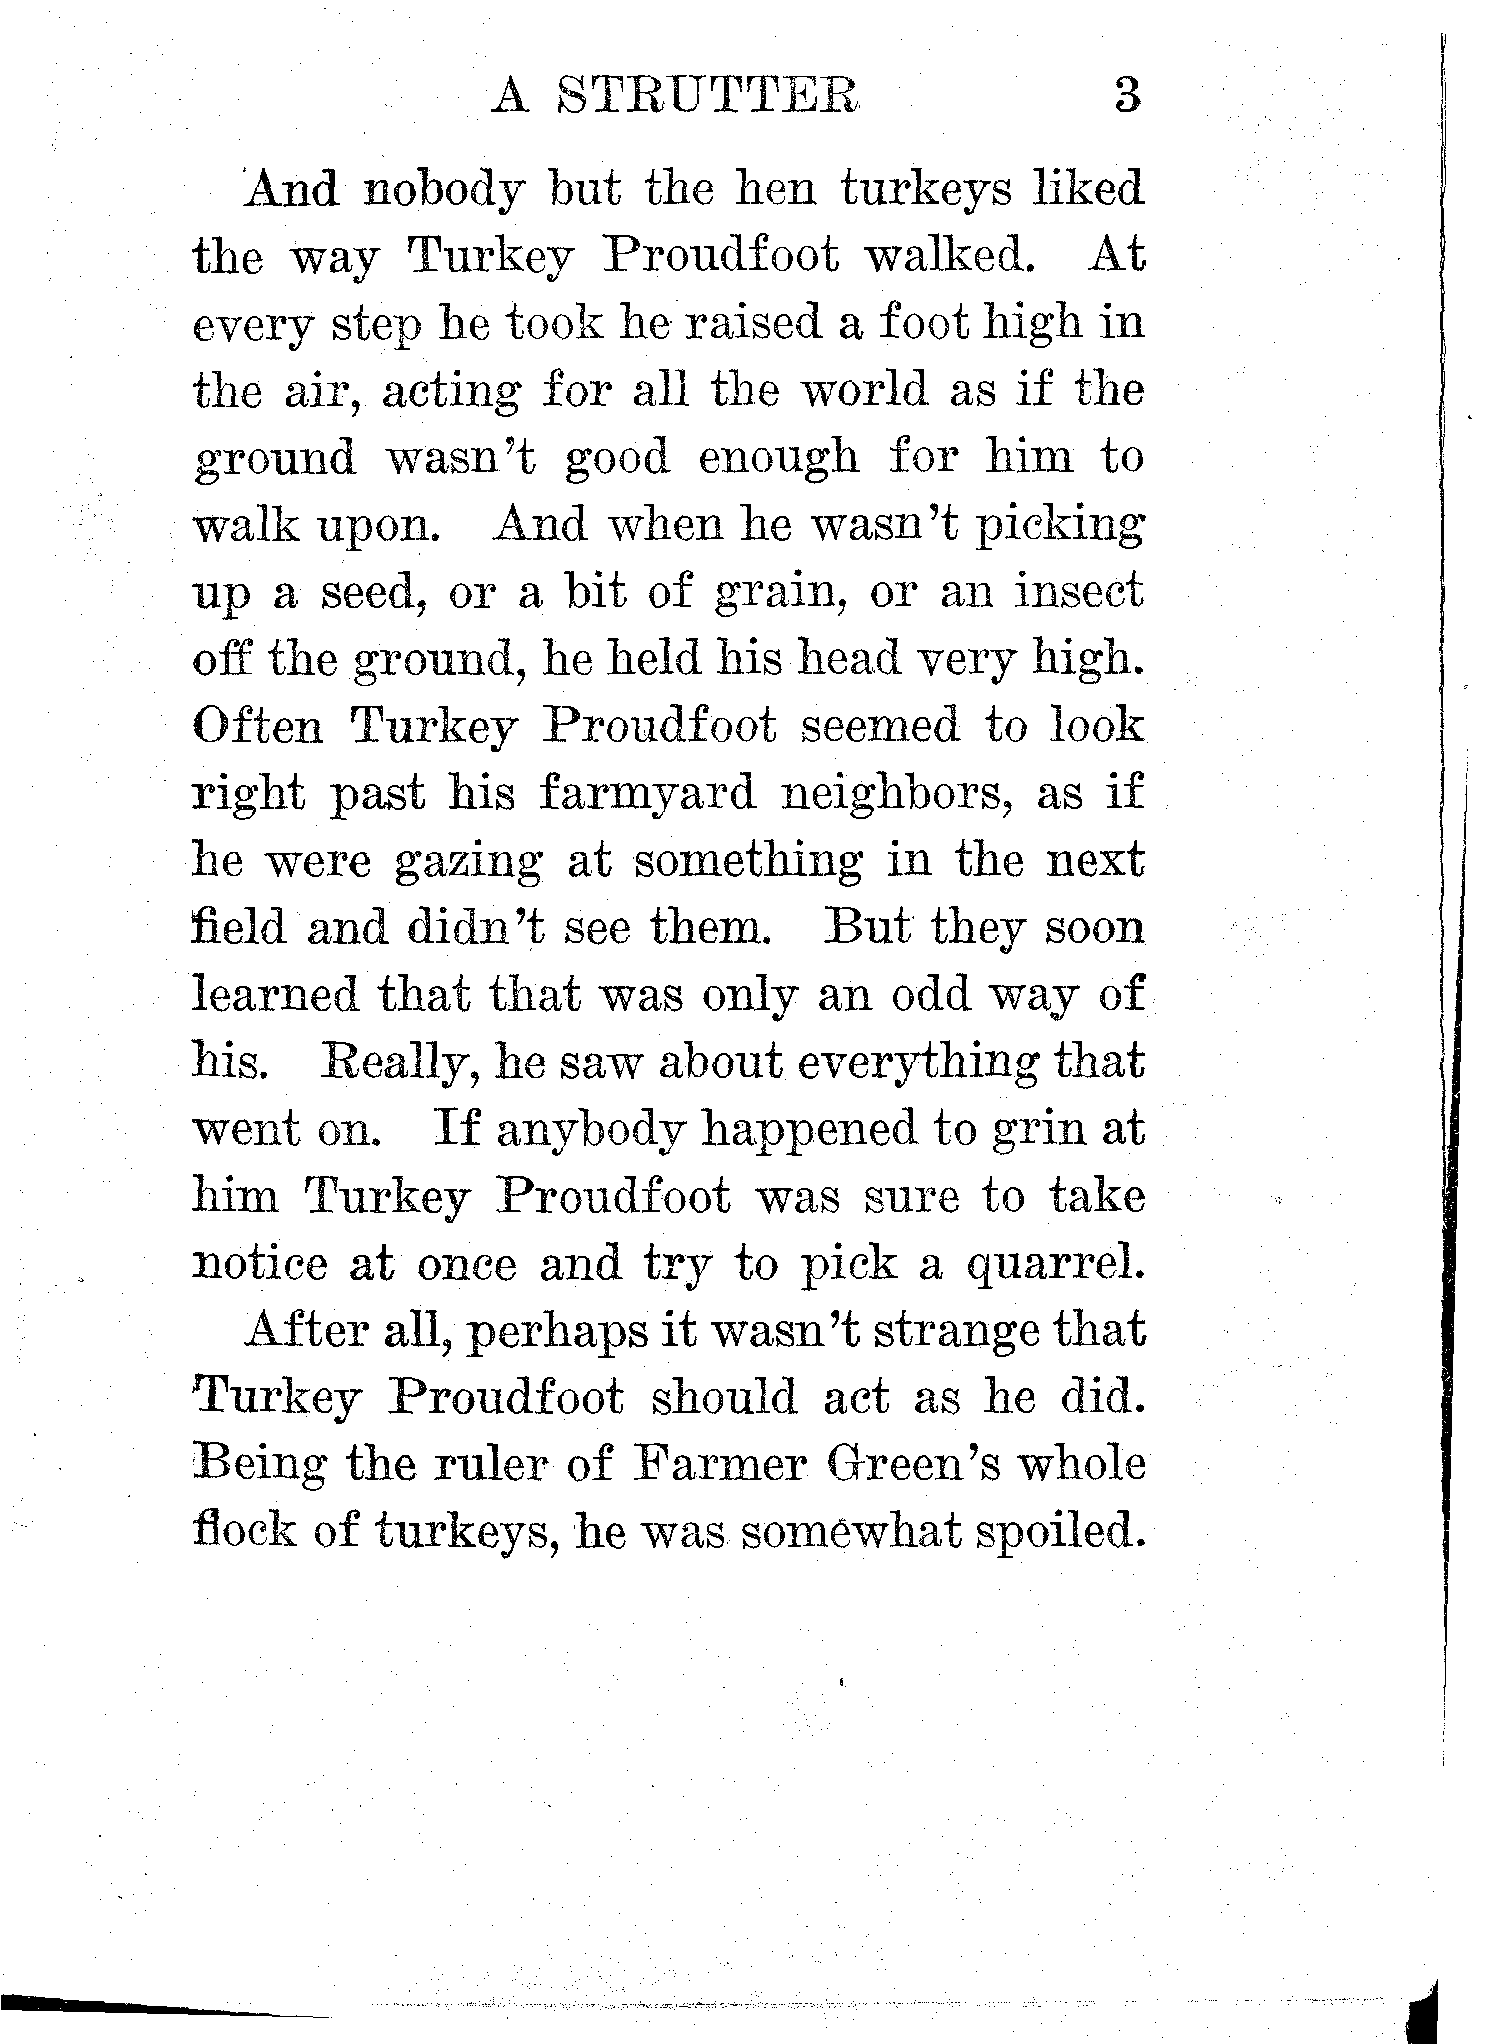 A STRUTTER 3
And nobody but the hen turkeys liked
the way Turkey Proudfoot walked. At
every step he took he raised a foot high in
the air, acting for all the world as if the
ground wasn't good enough for him to
walk upon. And when he wasn't picking
up a seed, or a bit of grain, or an insect
off the ground, he held his head very high.
Often Turkey Proudfoot seemed to look
right past his farmyard neighbors, as if
he were gazing at something in the next
field and didn't see them. But they soon
learned that that was only an odd way of
his. Really, he saw about everything that
went on. If anybody happened to grin at
him Turkey Proudfoot was sure to take
notice at once and try to pick a quarrel.
After all, perhaps it wasn't strange that
Turkey Proudfoot should act as he did.
Being the ruler of Farmer Green's whole
flock of turkeys, he was somewhat spoiled.